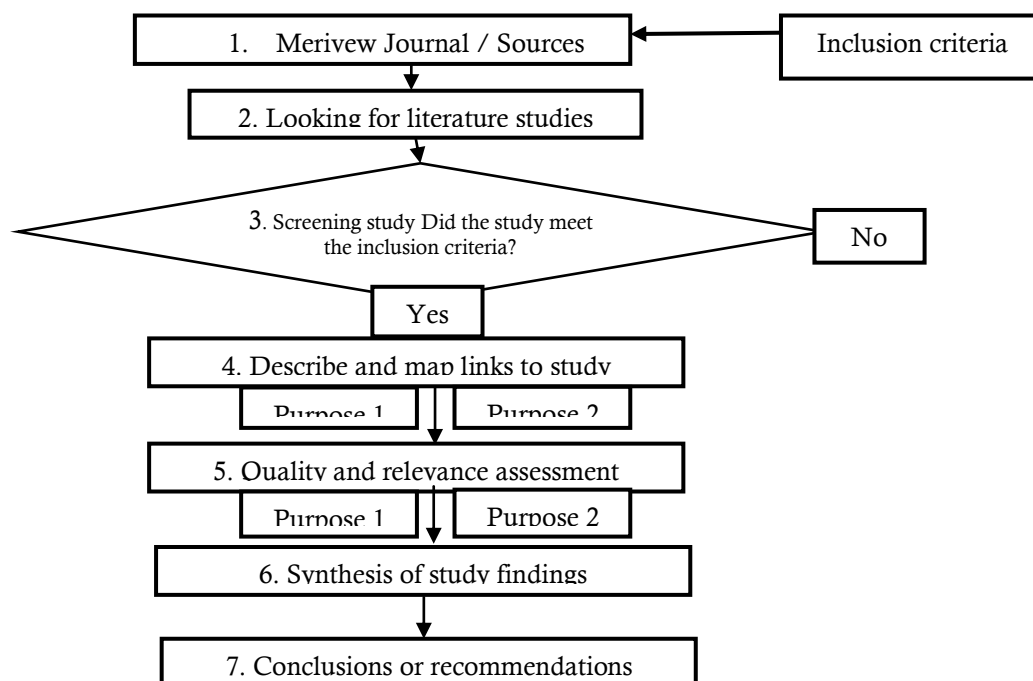 1. Merivew Journal / Sources
Inclusion criteria
2. Looking for literature studies
3. Screening study Did the study meet
the inclusion criteria?
No
Yes
4. Describe and map links to study
Purpose 1
Purpose 2
5. Quality and relevance assessment
Purpose 1
Purpose 2
6. Synthesis of study findings
7. Conclusions or recommendations